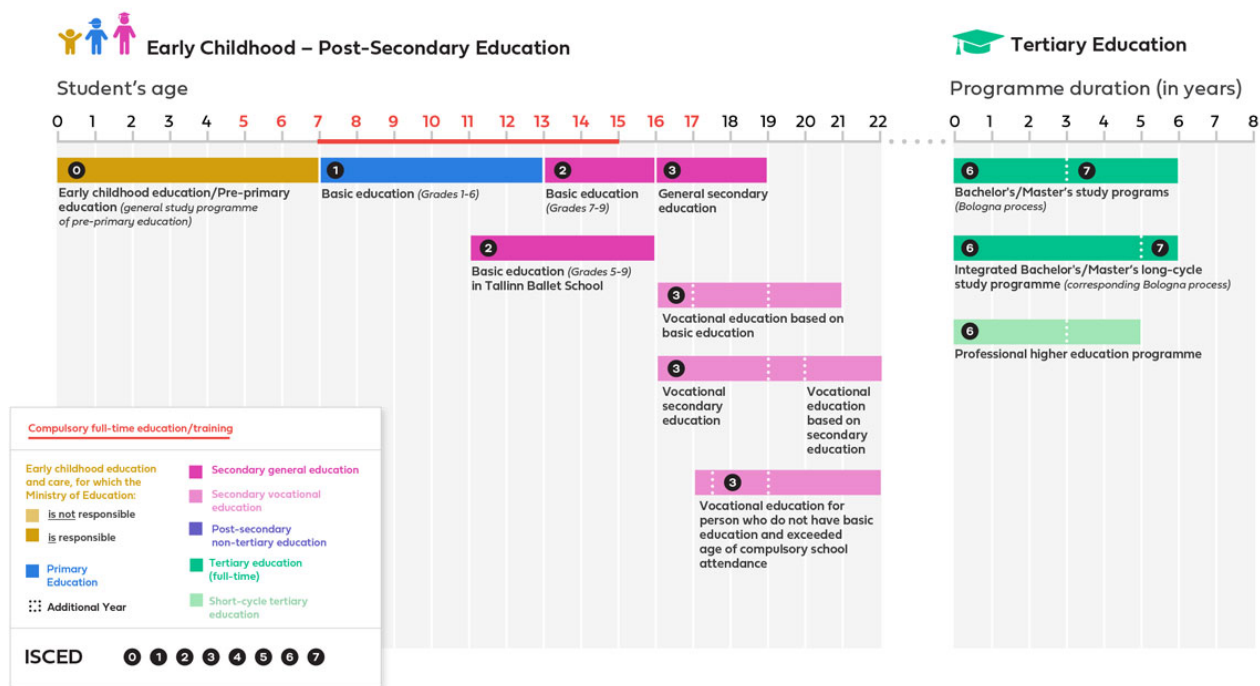 Early Childhood – Post-Secondary Education
Student's age
0 1 2 3 4 5 6 7 8 9 10 11 12 13 14 15 16 17 18 19 20 21 22
0
Early childhood education/Pre-primary
education (general study programme
of pre-primary education)
1
Basic education (Grades 1-6)
2
Basic education
(Grades 7-9)
3
General secondary
education
2
Basic education (Grades 5-9)
in Tallinn Ballet School
3
Vocational education based on
basic education
3
Vocational
secondary
education
Vocational
education
based on
secondary
education
3
Vocational education for
person who do not have basic
education and exceeded
age of compulsory school
attendance
Tertiary Education
Programme duration (in years)
0 1 2 3 4 5 6 7 8
6 7
Bachelor's/Master's study programs
(Bologna process)
6 7
Integrated Bachelor's/Master's long-cycle
study programme (corresponding Bologna process)
6
Professional higher education programme
Compulsory full-time education/training
Early childhood education
and care, for which the
Ministry of Education:
is not responsible
is responsible
Primary
Education
Additional Year
Secondary general education
Secondary vocational
education
Post-secondary
non-tertiary education
Tertiary education
(full-time)
Short-cycle tertiary
education
ISCED 0 1 2 3 4 5 6 7